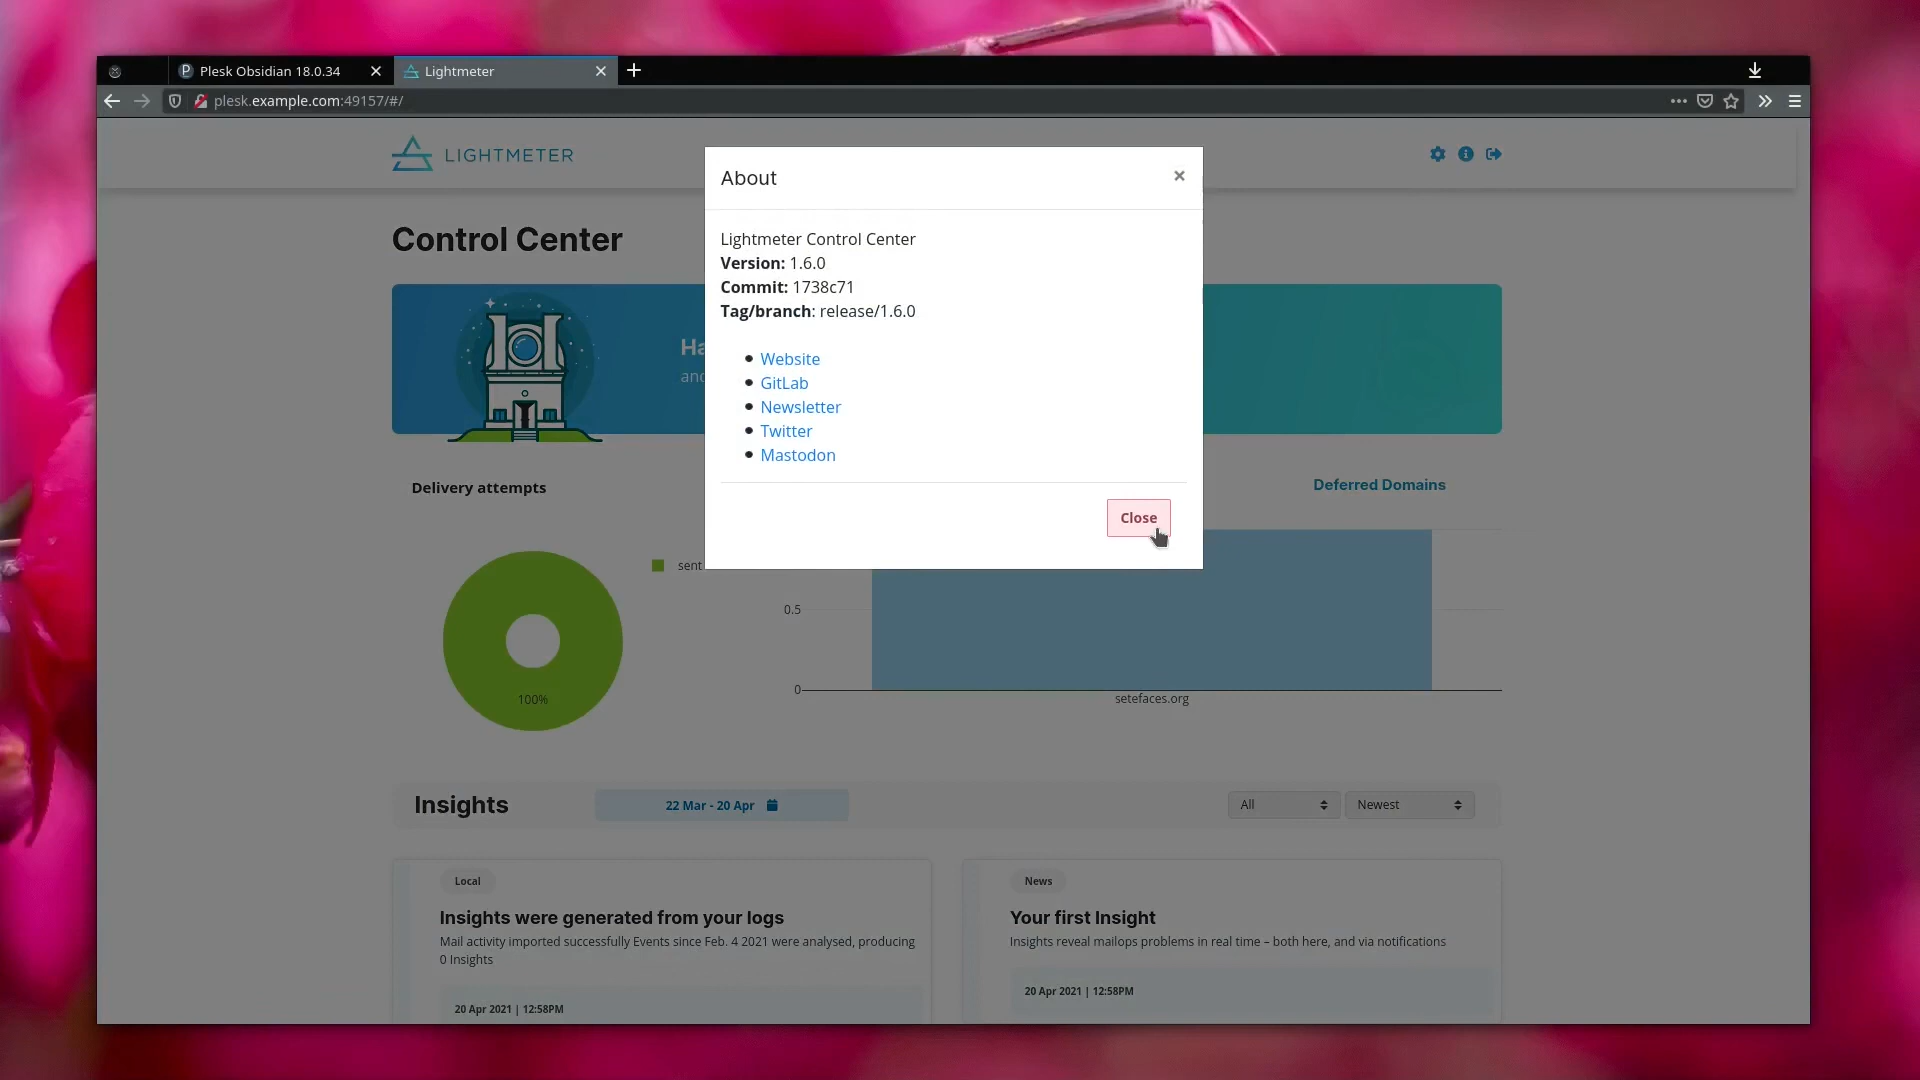 Plesk Obsidian 18.0.34
Lightmeter
plesk.example.com:49157/#/
LIGHTMETER
Control Center
Ha
and
About
×
Lightmeter Control Center
Version: 1.6.0
Commit: 1738c71
Tag/branch: release/1.6.0
Website
GitLab
Newsletter
Twitter
Mastodon
Close
Delivery attempts
Deferred Domains
sent
100%
0.5
0
setefaces.org
Insights
22 Mar - 20 Apr
All
Newest
Local
Insights were generated from your logs
Mail activity imported successfully Events since Feb. 4 2021 were analysed, producing
0 Insights
20 Apr 2021 | 12:58PM
News
Your first Insight
Insights reveal mailops problems in real time – both here, and via notifications
20 Apr 2021 | 12:58PM